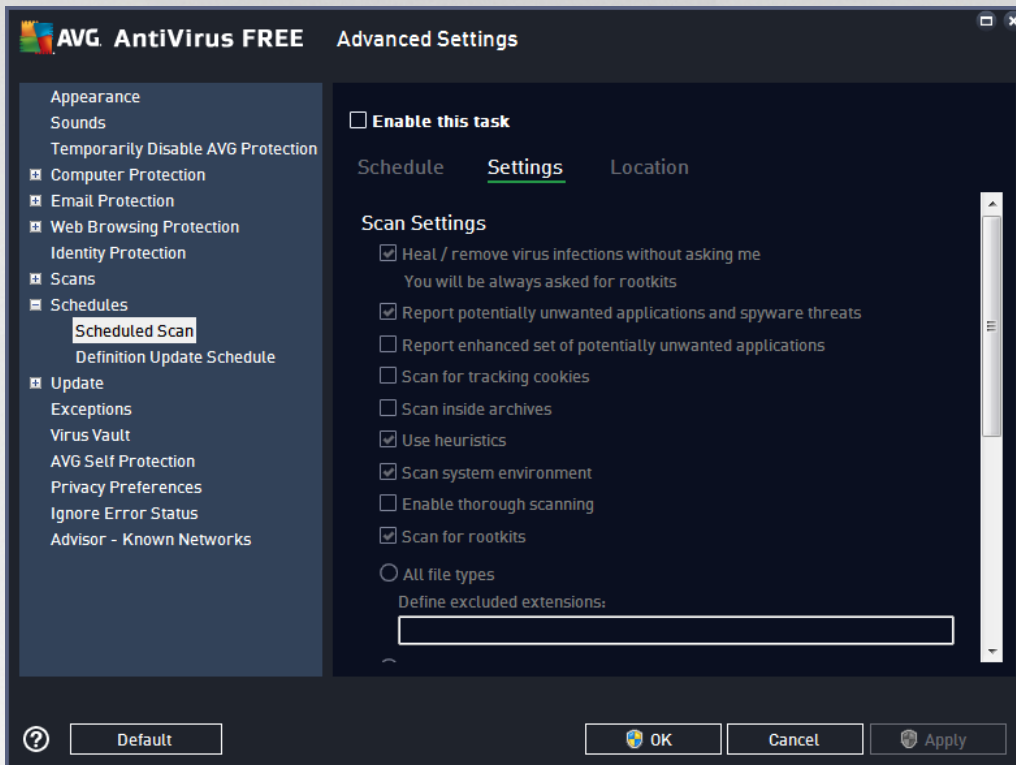 AVG. AntiVirus FREE Advanced Settings
Appearance
Sounds
Temporarily Disable AVG Protection
Computer Protection
Email Protection
Web Browsing Protection
Identity Protection
Scans
Schedules
Scheduled Scan
Definition Update Schedule
Update
Exceptions
Virus Vault
AVG Self Protection
Privacy Preferences
Ignore Error Status
Advisor - Known Networks
Enable this task
Schedule Settings Location
Scan Settings
Heal / remove virus infections without asking me
You will be always asked for rootkits
Report potentially unwanted applications and spyware threats
Report enhanced set of potentially unwanted applications
Scan for tracking cookies
Scan inside archives
Use heuristics
Scan system environment
Enable thorough scanning
Scan for rootkits
All file types
Define excluded extensions:
? Default OK Cancel Apply